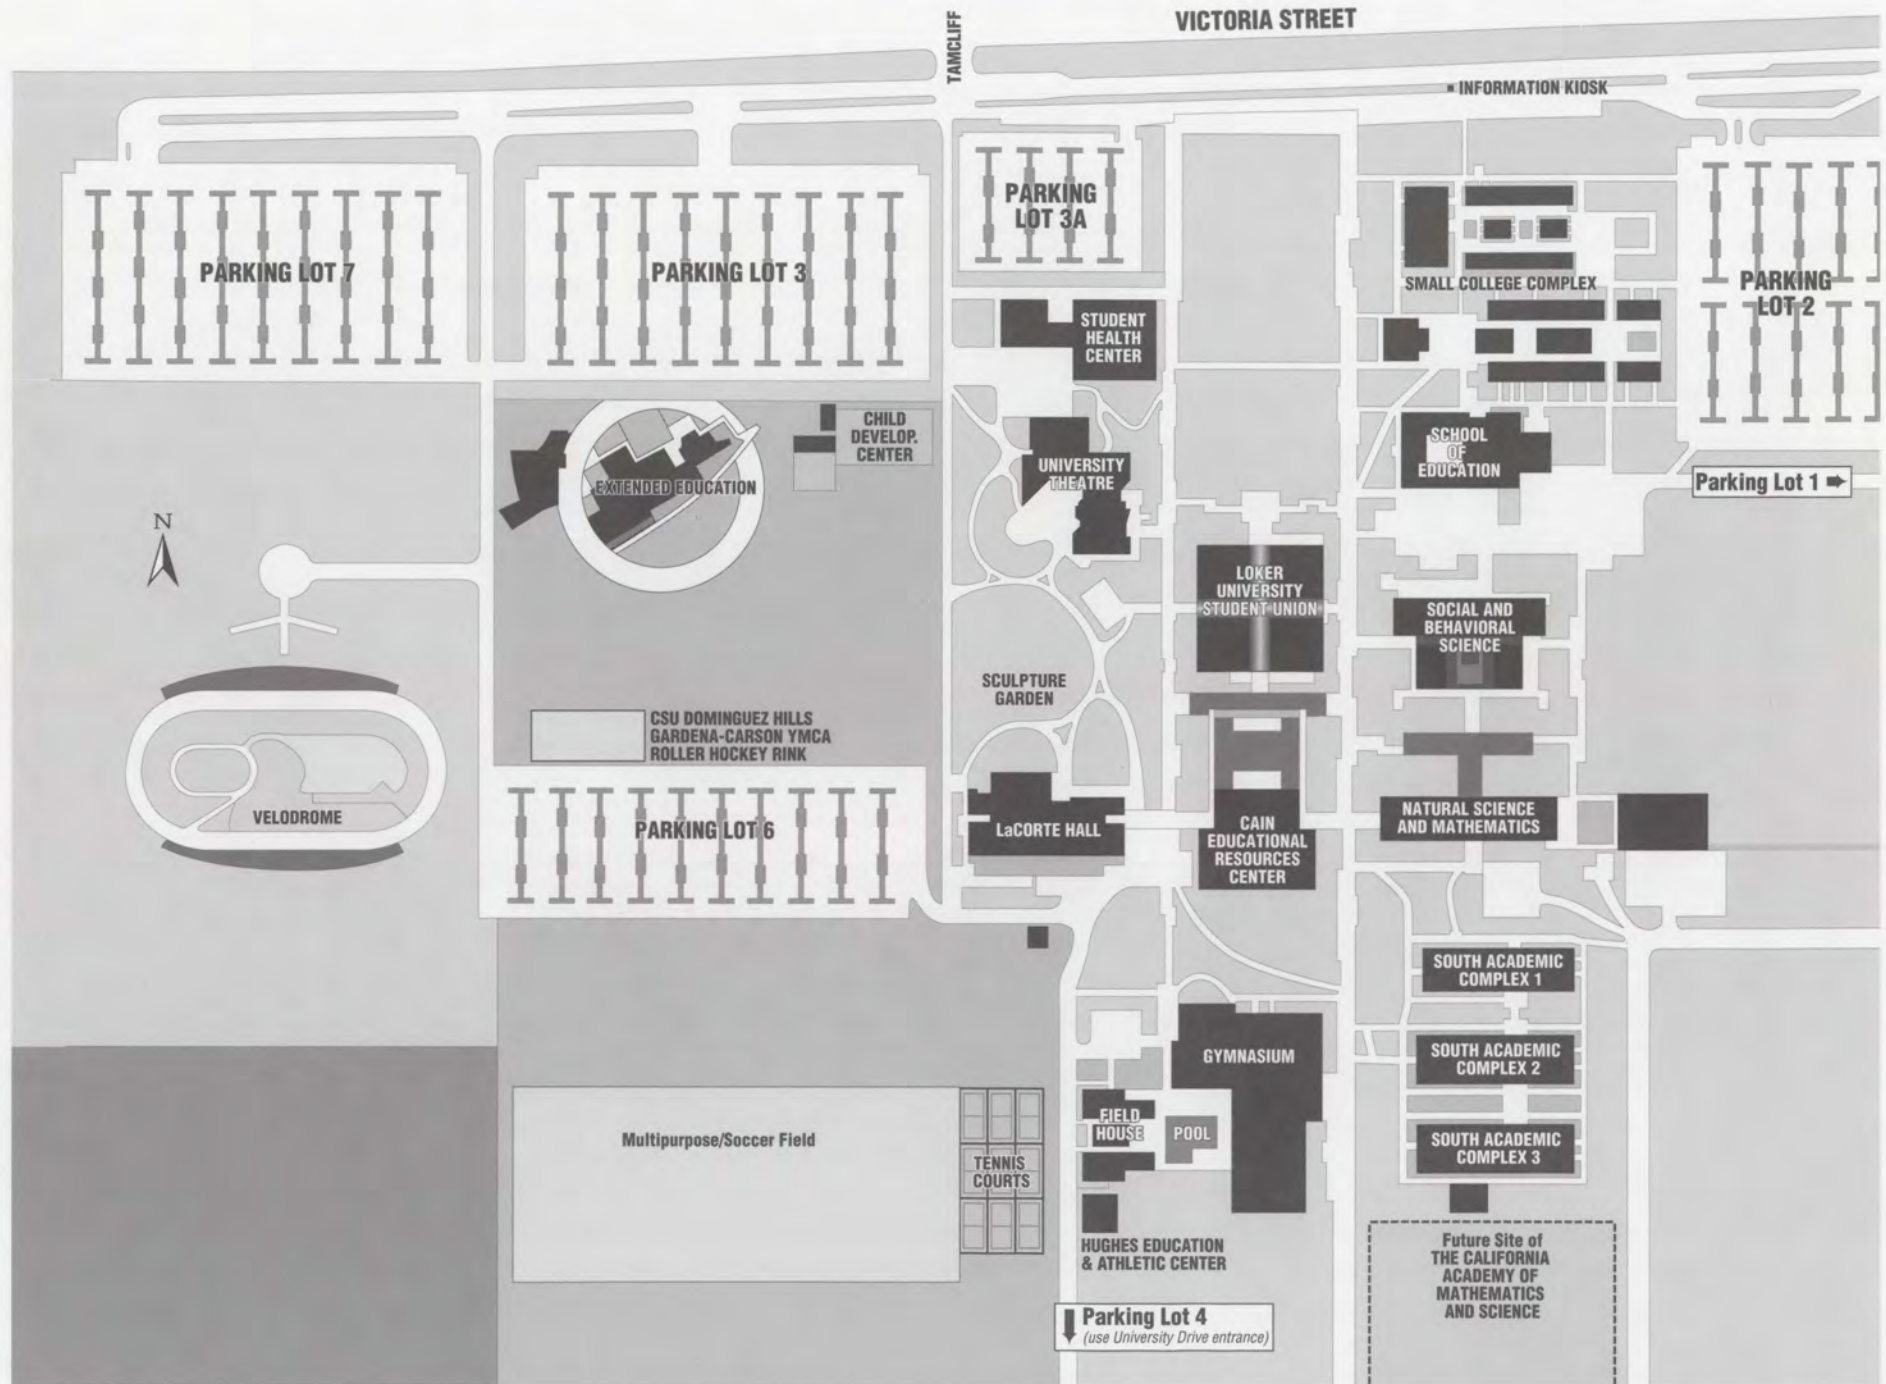 VICTORIA STREET
TAMCLIFF
INFORMATION KIOSK
PARKING
LOT 3A
PARKING LOT 7
PARKING LOT 3
SMALL COLLEGE COMPLEX
PARKING
LOT 2
STUDENT
HEALTH
CENTER
CHILD
DEVELOP.
CENTER
SCHOOL
OF
EDUCATION
UNIVERSITY
THEATRE
EXTENDED EDUCATION
Parking Lot 1
N
LOKER
UNIVERSITY
STUDENT UNION
SOCIAL AND
BEHAVIORAL
SCIENCE
SCULPTURE
GARDEN
CSU DOMINGUEZ HILLS
GARDENA-CARSON YMCA
ROLLER HOCKEY RINK
VELODROME
PARKING LOT 6
LaCORTE HALL
CAIN
EDUCATIONAL
RESOURCES
CENTER
NATURAL SCIENCE
AND MATHEMATICS
SOUTH ACADEMIC
COMPLEX 1
GYMNASIUM
SOUTH ACADEMIC
COMPLEX 2
Multipurpose/Soccer Field
TENNIS
COURTS
FIELD
HOUSE
POOL
SOUTH ACADEMIC
COMPLEX 3
HUGHES EDUCATION
& ATHLETIC CENTER
Future Site of
THE CALIFORNIA
ACADEMY OF
MATHEMATICS
AND SCIENCE
Parking Lot 4
(use University Drive entrance)